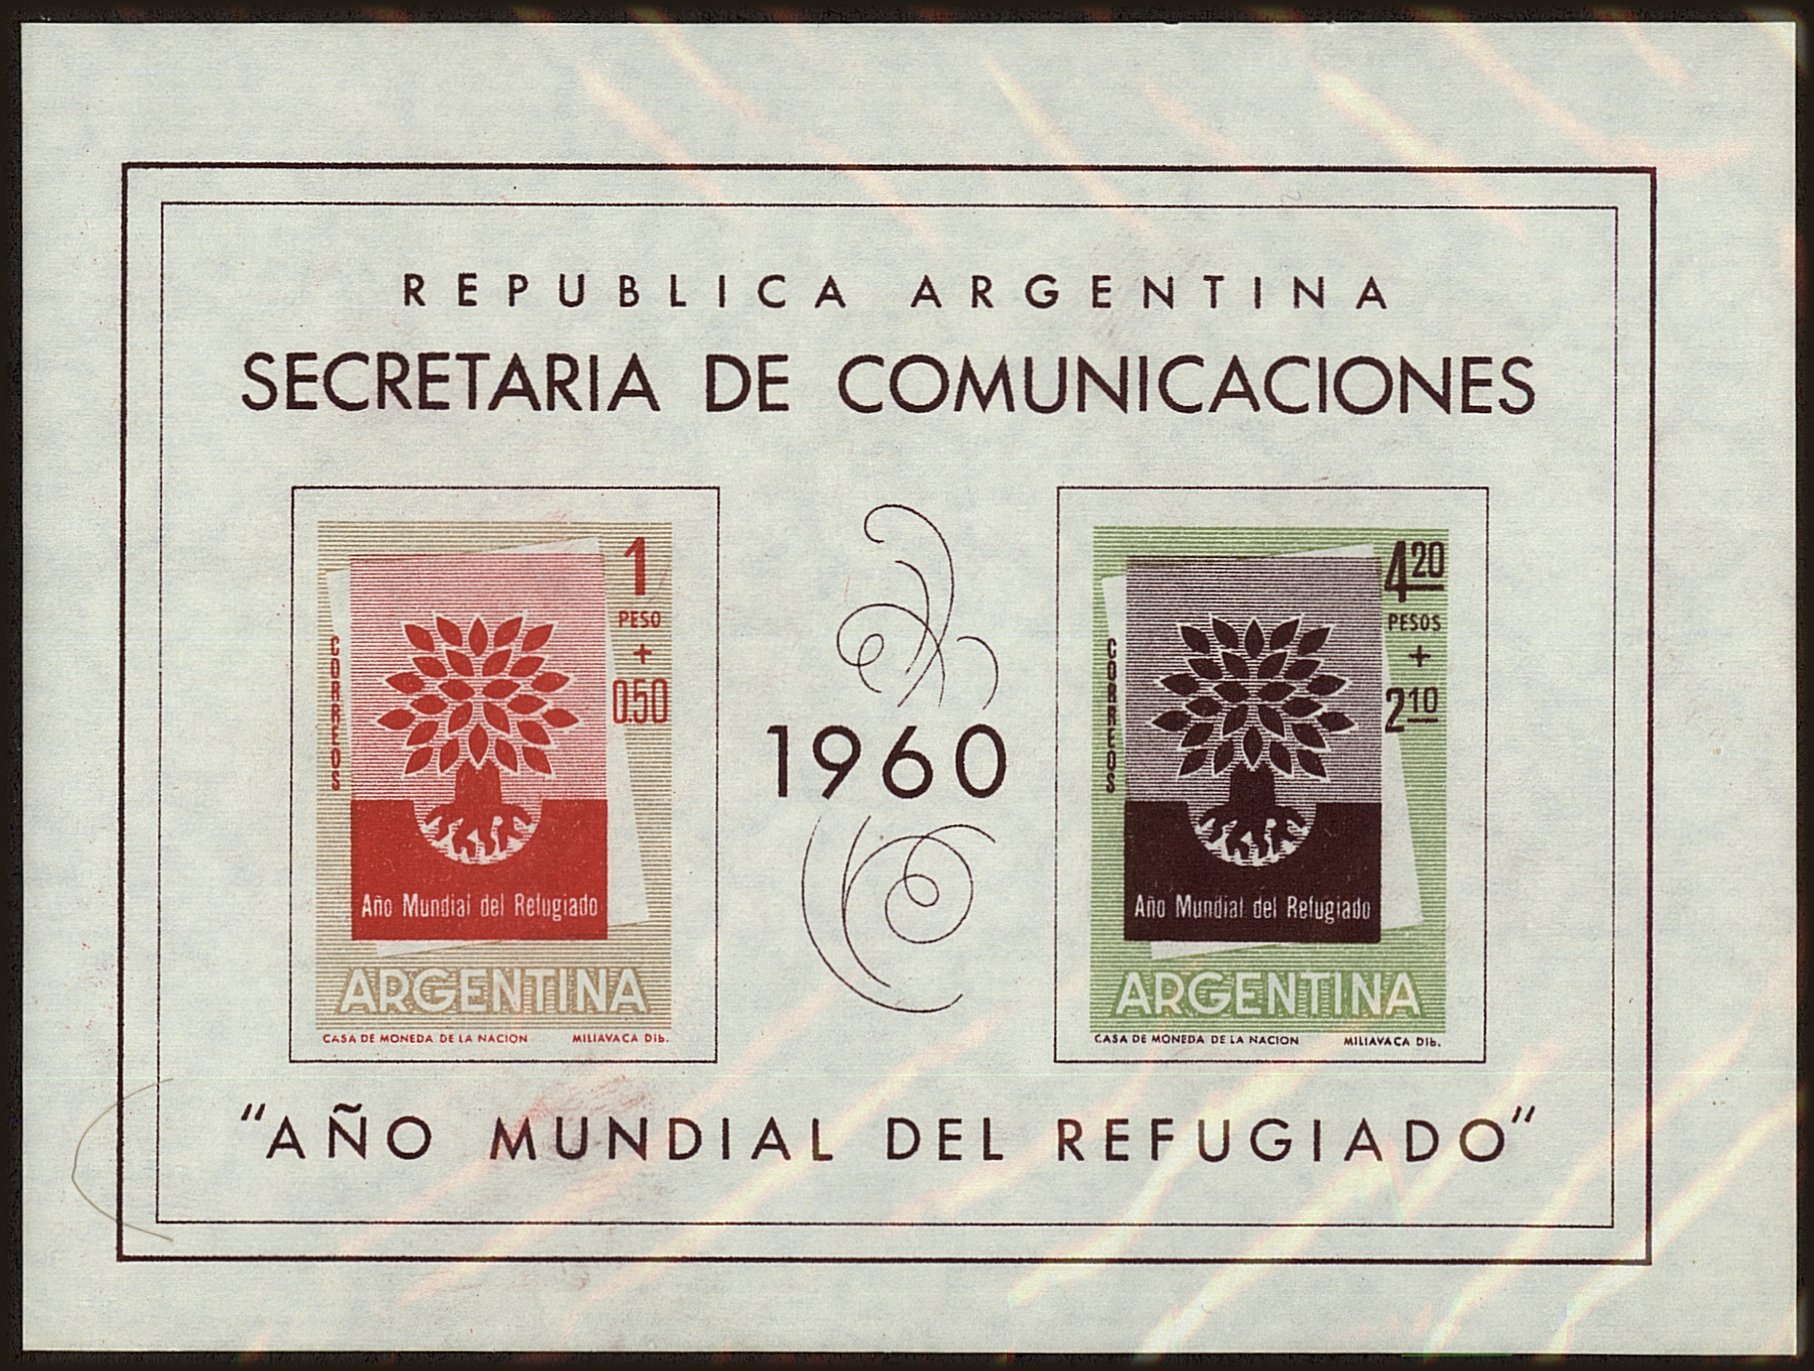 REPUBLICA ARGENTINA
SECRETARIA DE COMUNICACIONES
1
PESO
+
0.50
CORREOS
Año Mundial del Refugiado
ARGENTINA
CASA DE MONEDA DE LA NACION MILIAVACA DIb.
1960
4 20
PESOS
+
2 10
CORREOS
Año Mundial del Refugiado
ARGENTINA
CASA DE MONEDA DE LA NACION MILIAVACA DIb.
"AÑO MUNDIAL DEL REFUGIADO"